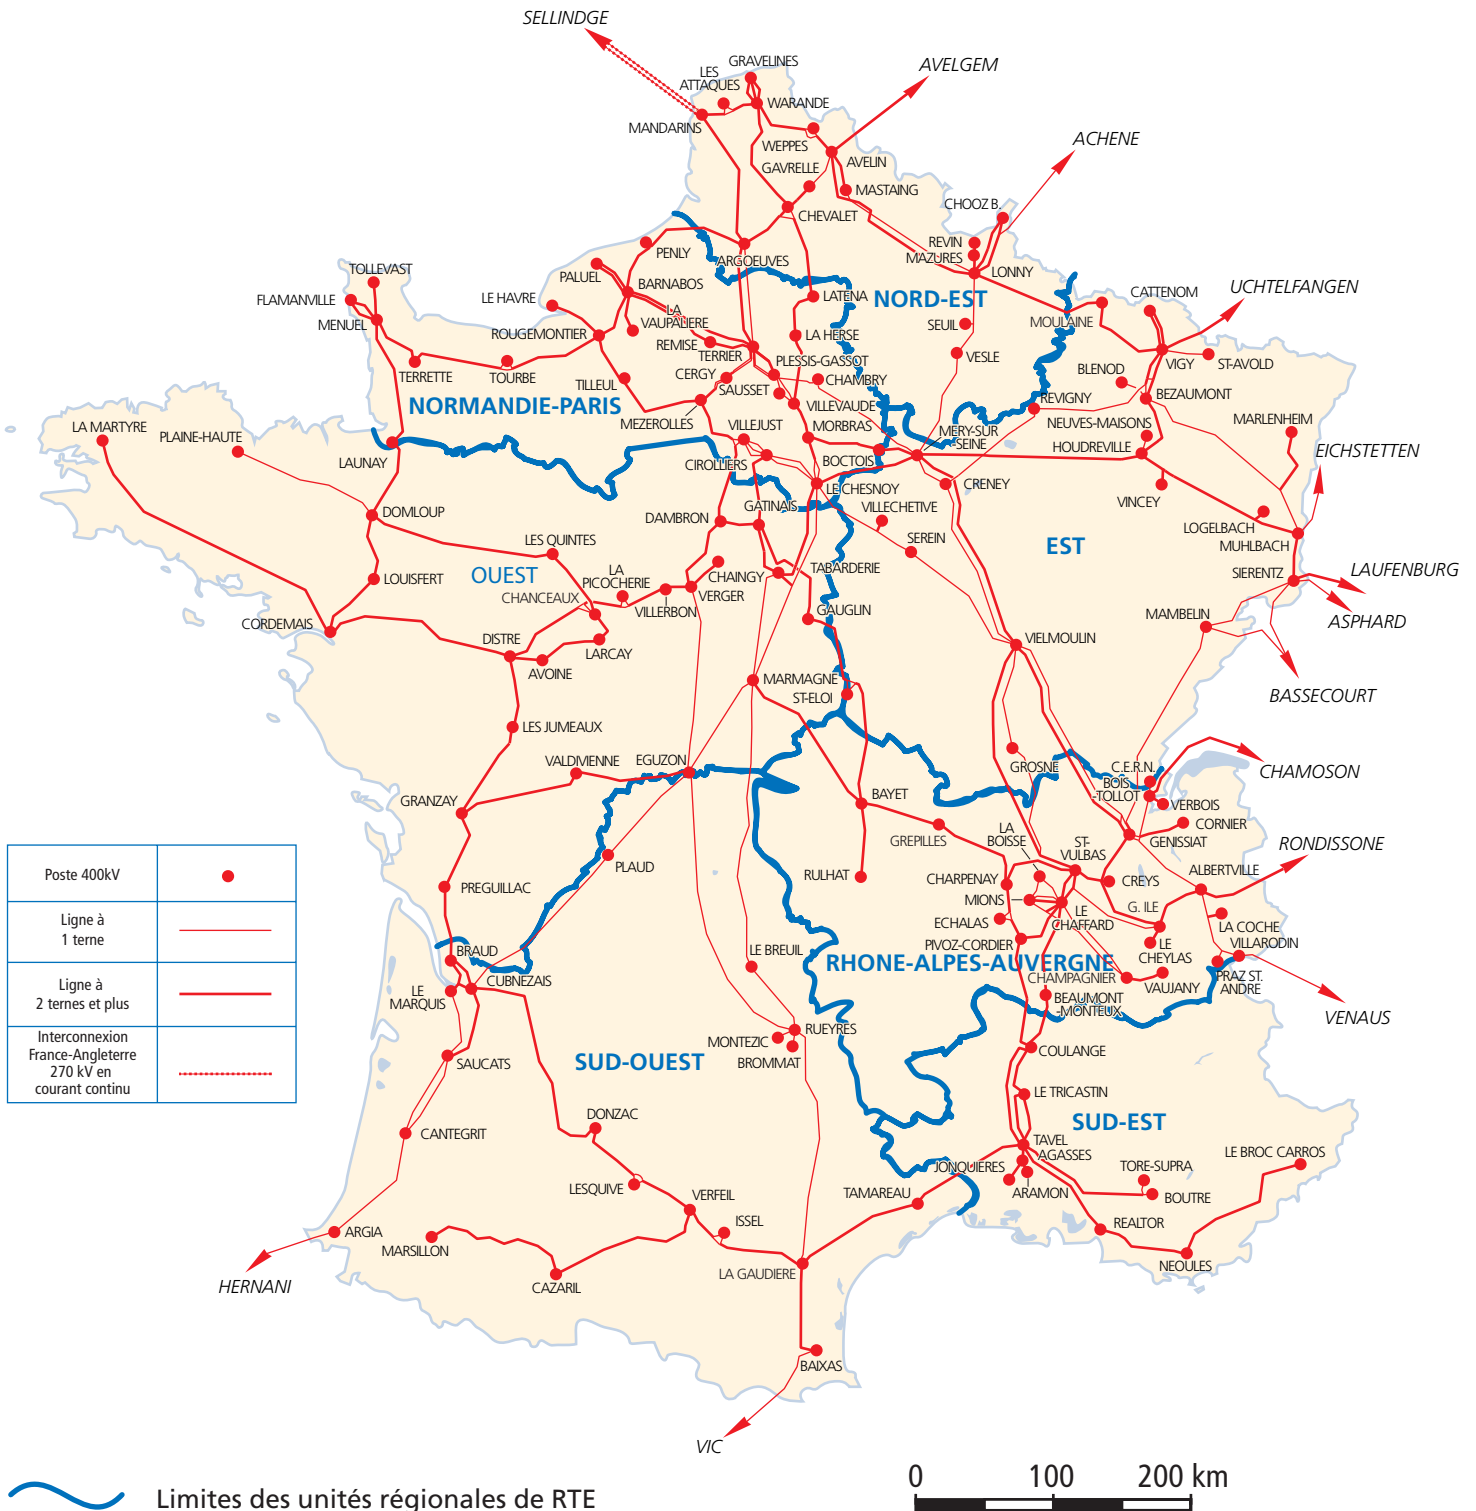 SELLINDGE
GRAVELINES
LES
ATTAQUES
WARANDE
AVELGEM
MANDARINS
WEPPES
AVELIN
GAVRELLE
MASTAING
ACHENE
CHOOZ B.
CHEVALET
REVIN
MAZURES
LONNY
PENLY
ARGOEUVES
TOLLEVAST
PALUEL
BARNABOS
LATENA
NORD-EST
CATTENOM
UCHTELFANGEN
FLAMANVILLE
LE HAVRE
LA
VAUPALIERE
MOULAINE
MENUEL
ROUGEMONTIER
REMISE
TERRIER
LA HERSE
SEUIL
VESLE
VIGY
ST-AVOLD
TERRETTE
TOURBE
TILLEUL
CERGY
PLESSIS-GASSOT
SAUSSET
CHAMBRY
BLENOD
BEZAUMONT
NORMANDIE-PARIS
MEZEROLLES
VILLEVAUDE
REVIGNY
LA MARTYRE
PLAINE-HAUTE
VILLEJUST
MORBRAS
MERY-SUR
-SEINE
NEUVES-MAISONS
MARLENHEIM
LAUNAY
CIROLLIERS
BOCTOIS
HOUDREVILLE
EICHSTETTEN
LE CHESNOY
CRENEY
VINCEY
DOMLOUP
DAMBRON
GATINAIS
VILLECHETIVE
LOGELBACH
MUHLBACH
LES QUINTES
SEREIN
EST
OUEST
LA
PICOCHERIE
CHAINGY
TABARDERIE
SIERENTZ
LAUFENBURG
LOUISFERT
CHANCEAUX
VILLERBON
VERGER
GAUGLIN
MAMBELIN
ASPHARD
CORDEMAIS
DISTRE
LARCAY
AVOINE
VIELMOULIN
MARMAGNE
ST-ELOI
BASSECOURT
LES JUMEAUX
VALDIVIENNE
EGUZON
GROSNE
C.E.R.N.
BOIS
-TOLLOT
CHAMOSON
GRANZAY
BAYET
VERBOIS
CORNIER
GREPILLES
LA
BOISSE
ST-
VULBAS
GENISSIAT
RONDISSONE
PLAUD
RULHAT
CHARPENAY
CREYS
ALBERTVILLE
PREGUILLAC
MIONS
G. ILE
ECHALAS
LE
CHAFFARD
LA COCHE
BRAUD
LE BREUIL
PIVOZ-CORDIER
LE
CHEYLAS
VILLARODIN
RHONE-ALPES-AUVERGNE
CUBNEZAIS
LE
MARQUIS
CHAMPAGNIER
VAUJANY
PRAZ ST.
ANDRE
BEAUMONT
-MONTEUX
VENAUS
RUEYRES
MONTEZIC
BROMMAT
SAUCATS
SUD-OUEST
COULANGE
LE TRICASTIN
DONZAC
SUD-EST
CANTEGRIT
TAVEL
AGASSES
JONQUIERES
ARAMON
TORE-SUPRA
LE BROC CARROS
LESQUIVE
VERFEIL
TAMAREAU
BOUTRE
ARGIA
ISSEL
REALTOR
MARSILLON
HERNANI
CAZARIL
LA GAUDIERE
NEOULES
BAIXAS
VIC
Poste 400kV
Ligne à
1 terne
Ligne à
2 ternes et plus
Interconnexion
France-Angleterre
270 kV en
courant continu
Limites des unités régionales de RTE
0 100 200 km